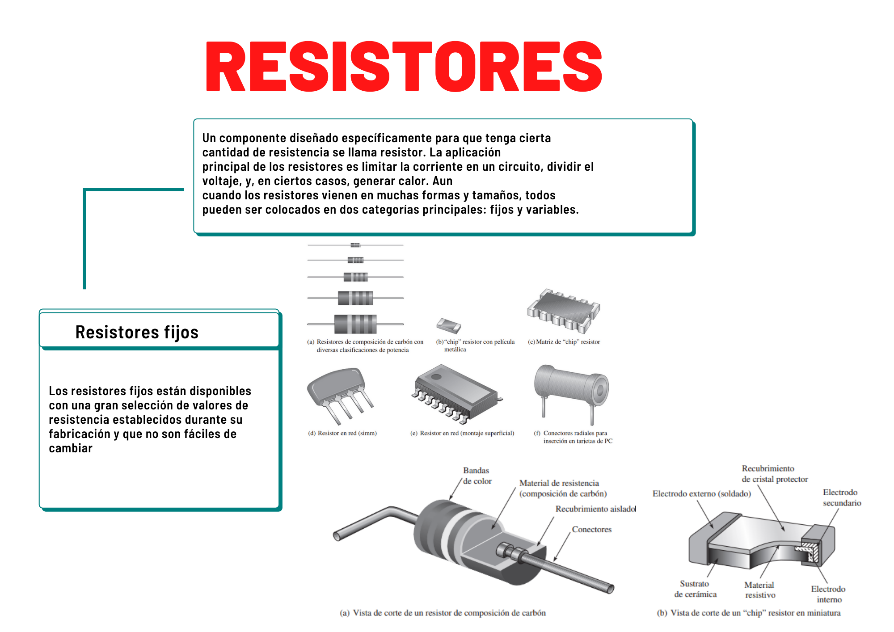 RESISTORES
Un componente diseñado específicamente para que tenga cierta
cantidad de resistencia se llama resistor. La aplicación
principal de los resistores es limitar la corriente en un circuito, dividir el
voltaje, y, en ciertos casos, generar calor. Aun
cuando los resistores vienen en muchas formas y tamaños, todos
pueden ser colocados en dos categorías principales: fijos y variables.
Resistores fijos
Los resistores fijos están disponibles
con una gran selección de valores de
resistencia establecidos durante su
fabricación y que no son fáciles de
cambiar
(a) Resistores de composición de carbón con
diversas clasificaciones de potencia
(b) "chip" resistor con película
metálica
(c) Matriz de "chip" resistor
(d) Resistor en red (simm)
(e) Resistor en red (montaje superficial)
(f) Conectores radiales para
inserción en tarjetas de PC
Bandas
de color
Material de resistencia
(composición de carbón)
Recubrimiento aislador
Conectores
(a) Vista de corte de un resistor de composición de carbón
Recubrimiento
de cristal protector
Electrodo externo (soldado)
Electrodo
secundario
Sustrato
de cerámica
Material
resistivo
Electrodo
interno
(b) Vista de corte de un "chip" resistor en miniatura